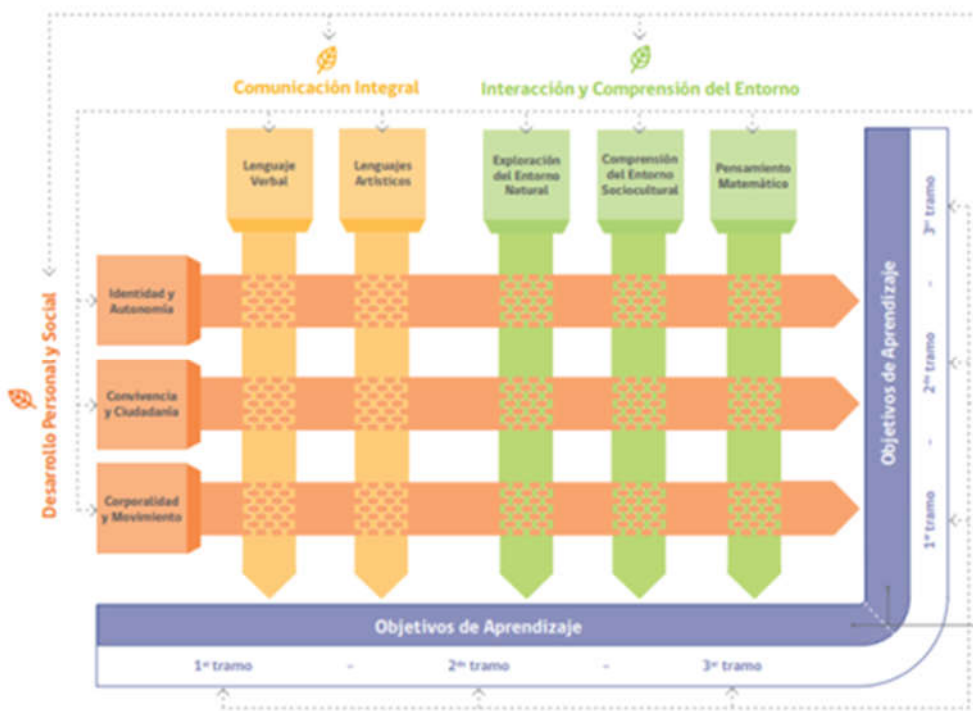 Comunicación Integral
Interacción y Comprensión del Entorno
Lenguaje
Verbal
Lenguajes
Artísticos
Exploración
del Entorno
Natural
Comprensión
del Entorno
Sociocultural
Pensamiento
Matemático
Desarrollo Personal y Social
Identidad y
Autonomía
Convivencia
y Ciudadanía
Corporalidad
y Movimiento
Objetivos de Aprendizaje
1er tramo - 2do tramo - 3er tramo
Objetivos de Aprendizaje
1er tramo - 2do tramo - 3er tramo